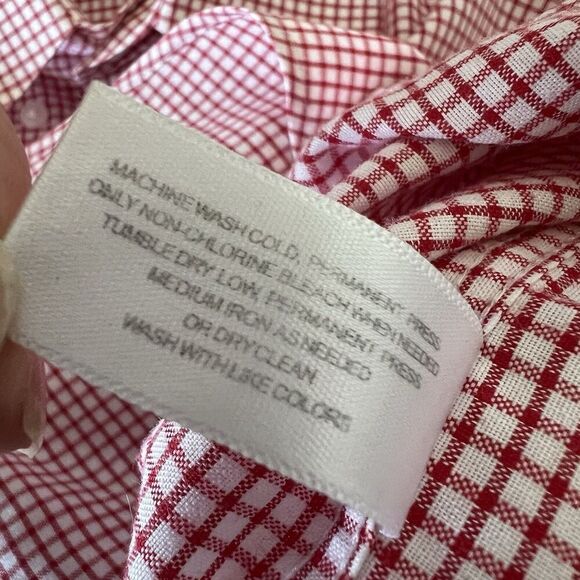 MACHINE WASH COLD, PERMANENT PRESS
ONLY NON-CHLORINE BLEACH WHEN NEEDED
TUMBLE DRY LOW, PERMANENT PRESS
MEDIUM IRON AS NEEDED
OR DRY CLEAN
WASH WITH LIKE COLORS